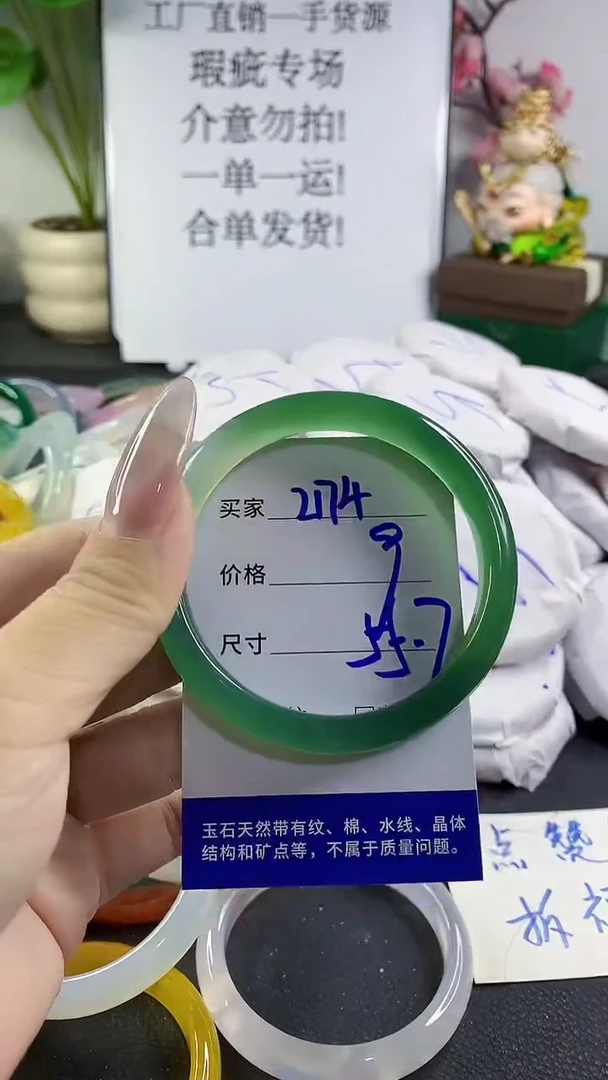 工厂直销一手货源
瑕疵专场
介意勿拍!
一单一运!
合单发货!
买家 2174
价格
尺寸 55.7
玉石天然带有纹、棉、水线、晶体
结构和矿点等，不属于质量问题。
点赞